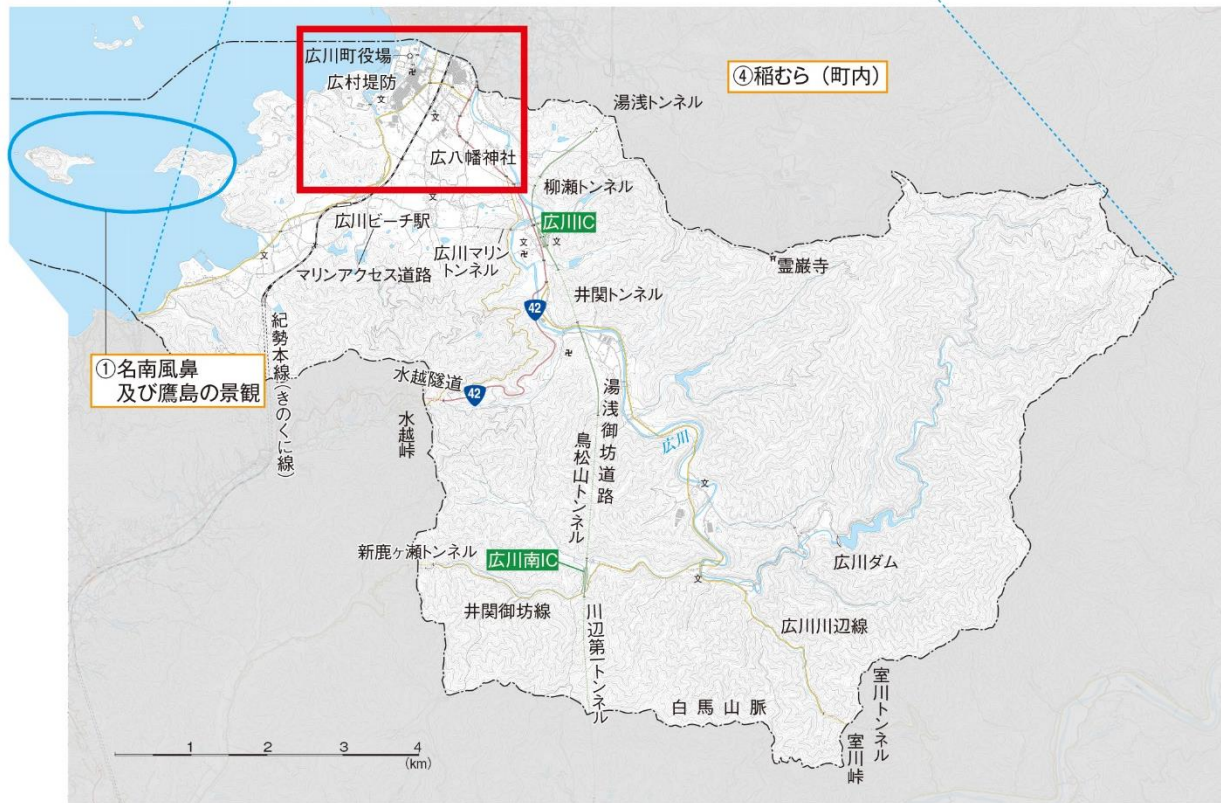 広川町役場
広村堤防
④稲むら（町内）
湯浅トンネル
広八幡神社
柳瀬トンネル
広川IC
広川ビーチ駅
広川マリン
トンネル
マリンアクセス道路
霊巌寺
井関トンネル
42
①名南風鼻
及び鷹島の景観
紀勢本線(きのくに線)
水越隧道
42
水越峠
湯浅御坊道路
鳥松山トンネル
広川
新鹿ヶ瀬トンネル
広川南IC
広川ダム
井関御坊線
川辺第一トンネル
広川川辺線
白馬山脈
室川トンネル
室川峠
1 2 3 4
(km)